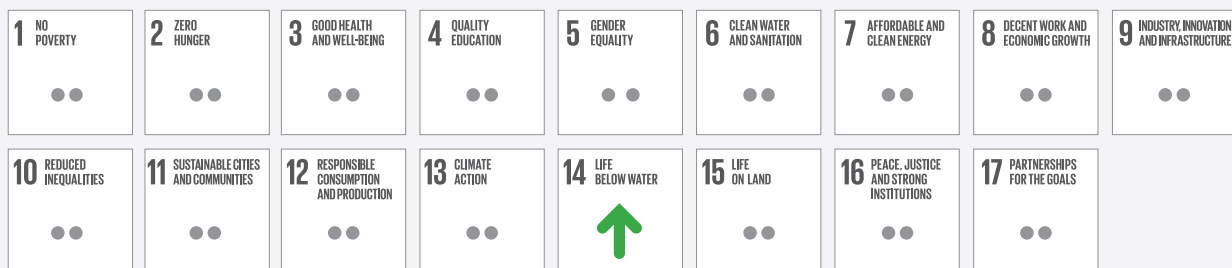 1 NO
POVERTY
2 ZERO
HUNGER
3 GOOD HEALTH
AND WELL-BEING
4 QUALITY
EDUCATION
5 GENDER
EQUALITY
6 CLEAN WATER
AND SANITATION
7 AFFORDABLE AND
CLEAN ENERGY
8 DECENT WORK AND
ECONOMIC GROWTH
9 INDUSTRY, INNOVATION
AND INFRASTRUCTURE
10 REDUCED
INEQUALITIES
11 SUSTAINABLE CITIES
AND COMMUNITIES
12 RESPONSIBLE
CONSUMPTION
AND PRODUCTION
13 CLIMATE
ACTION
14 LIFE
BELOW WATER
15 LIFE
ON LAND
16 PEACE, JUSTICE
AND STRONG
INSTITUTIONS
17 PARTNERSHIPS
FOR THE GOALS